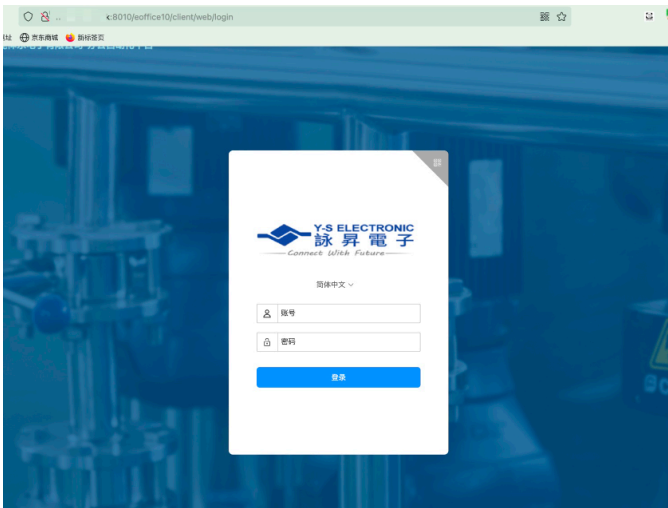 :8010/eoffice10/client/web/login
京东商城 新标签页
Y-S ELECTRONIC
詠昇電子
Connect With Future
简体中文
账号
密码
登录